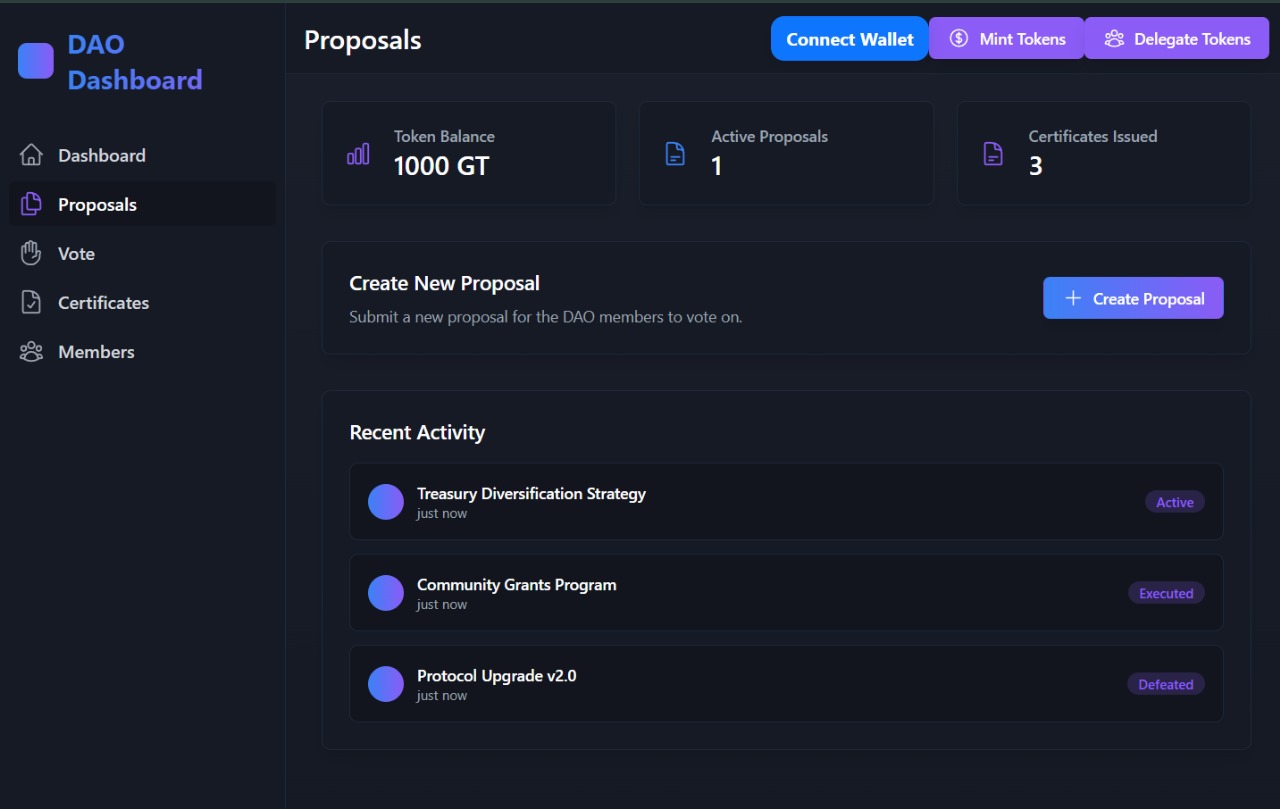 DAO
Dashboard
Dashboard
Proposals
Vote
Certificates
Members
Proposals
Connect Wallet
Mint Tokens
Delegate Tokens
Token Balance
1000 GT
Active Proposals
1
Certificates Issued
3
Create New Proposal
Submit a new proposal for the DAO members to vote on.
Create Proposal
Recent Activity
Treasury Diversification Strategy
just now
Active
Community Grants Program
just now
Executed
Protocol Upgrade v2.0
just now
Defeated